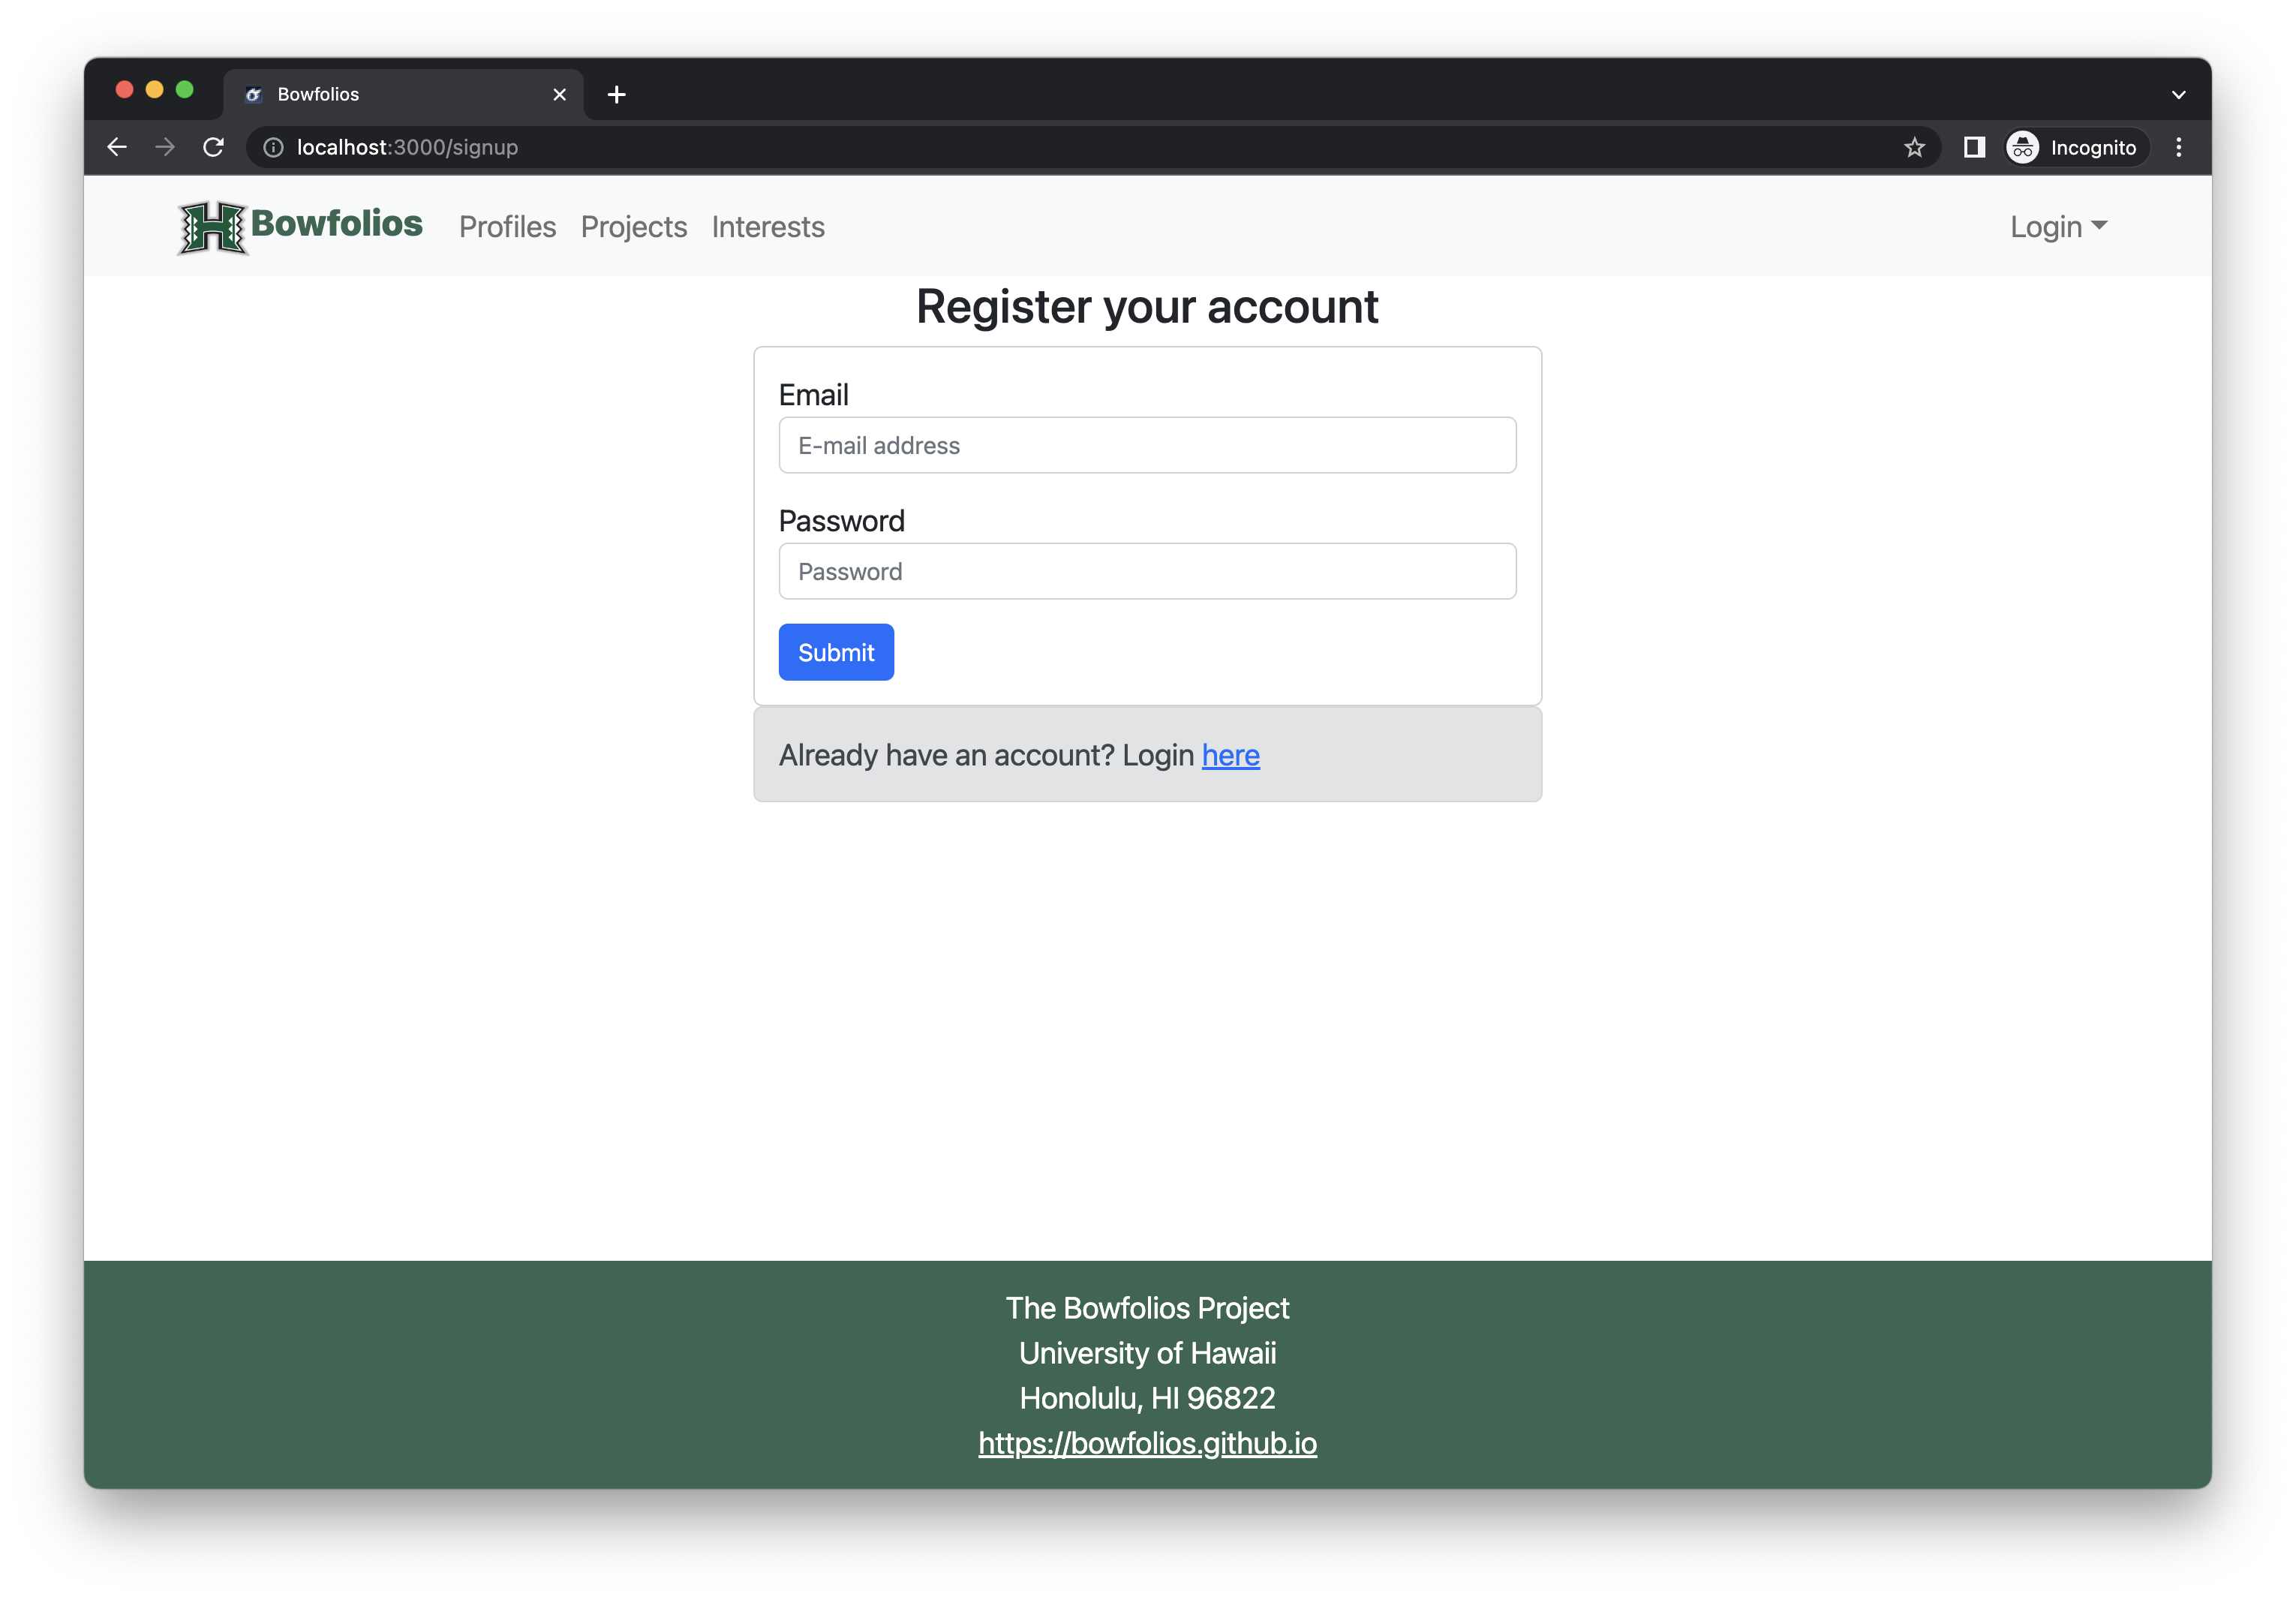 Bowfolios
localhost:3000/signup
Incognito
H Bowfolios Profiles Projects Interests Login
Register your account
Email
E-mail address
Password
Password
Submit
Already have an account? Login here
The Bowfolios Project
University of Hawaii
Honolulu, HI 96822
https://bowfolios.github.io